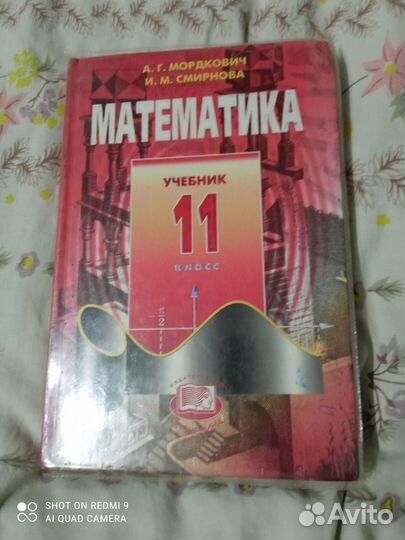 А. Г. МОРДКОВИЧ
И. М. СМИРНОВА
МАТЕМАТИКА
УЧЕБНИК
11
КЛАСС
SHOT ON REDMI 9
AI QUAD CAMERA
Avito